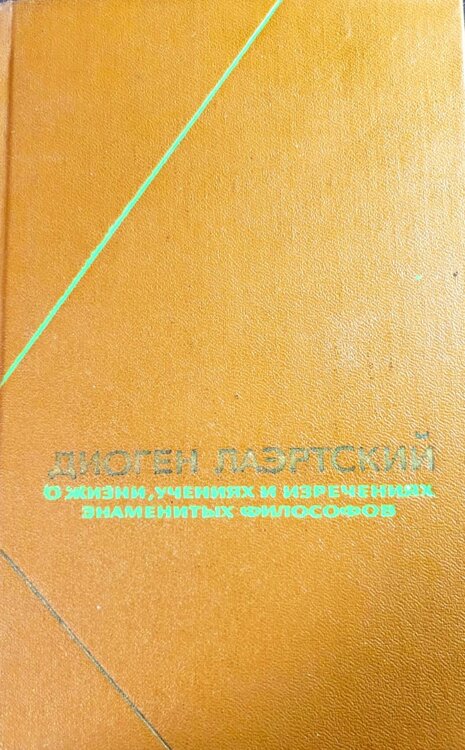 ДИОГЕН ЛАЭРТСКИЙ
О ЖИЗНИ, УЧЕНИЯХ И ИЗРЕЧЕНИЯХ
ЗНАМЕНИТЫХ ФИЛОСОФОВ